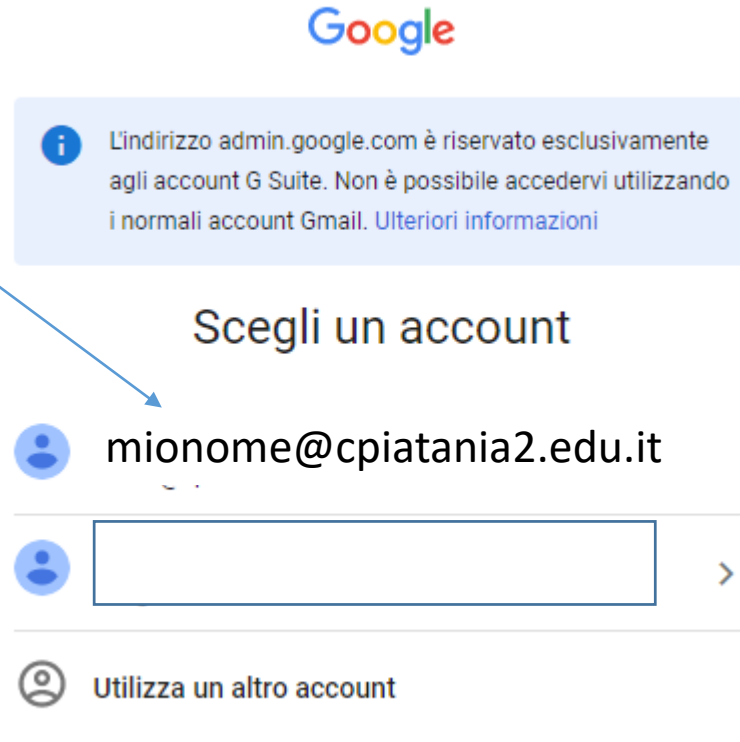 Google
L'indirizzo admin.google.com è riservato esclusivamente
agli account G Suite. Non è possibile accedervi utilizzando
i normali account Gmail. Ulteriori informazioni
Scegli un account
mionome@cpiatania2.edu.it
Utilizza un altro account